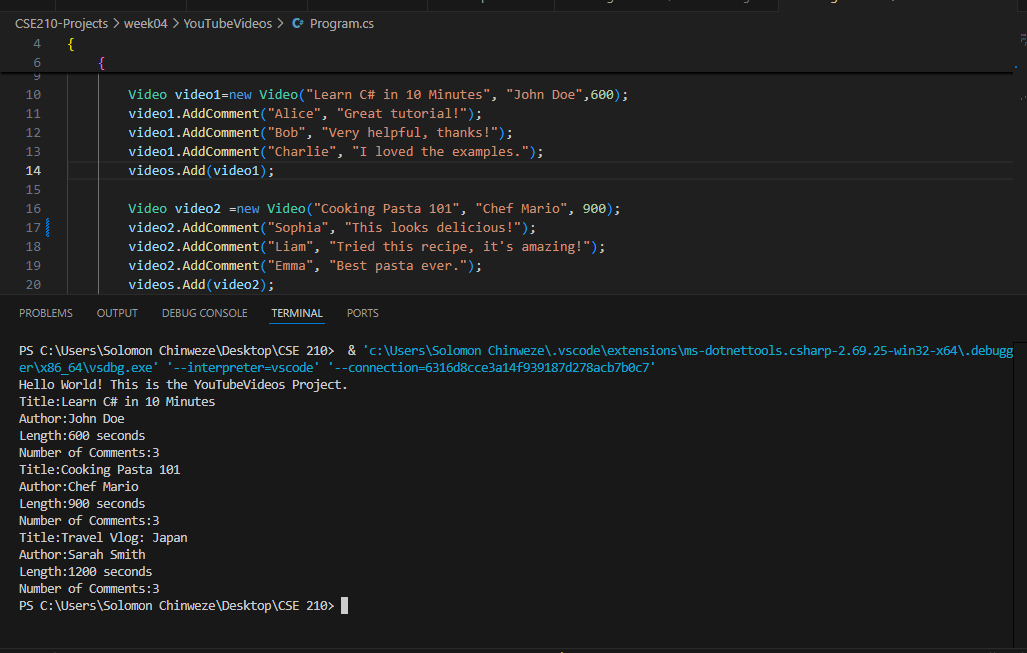 CSE210-Projects > week04 > YouTubeVideos > C# Program.cs
4 {
6 {
9
10 Video video1=new Video("Learn C# in 10 Minutes", "John Doe",600);
11 video1.AddComment("Alice", "Great tutorial!");
12 video1.AddComment("Bob", "Very helpful, thanks!");
13 video1.AddComment("Charlie", "I loved the examples.");
14 videos.Add(video1);
15
16 Video video2 =new Video("Cooking Pasta 101", "Chef Mario", 900);
17 video2.AddComment("Sophia", "This looks delicious!");
18 video2.AddComment("Liam", "Tried this recipe, it's amazing!");
19 video2.AddComment("Emma", "Best pasta ever.");
20 videos.Add(video2);
PROBLEMS OUTPUT DEBUG CONSOLE TERMINAL PORTS
PS C:\Users\Solomon Chinweze\Desktop\CSE 210> & 'c:\Users\Solomon Chinweze\.vscode\extensions\ms-dotnettools.csharp-2.69.25-win32-x64\.debugg
er\x86_64\vsdbg.exe' '--interpreter=vscode' '--connection=6316d8cce3a14f939187d278acb7b0c7'
Hello World! This is the YouTubeVideos Project.
Title:Learn C# in 10 Minutes
Author:John Doe
Length:600 seconds
Number of Comments:3
Title:Cooking Pasta 101
Author:Chef Mario
Length:900 seconds
Number of Comments:3
Title:Travel Vlog: Japan
Author:Sarah Smith
Length:1200 seconds
Number of Comments:3
PS C:\Users\Solomon Chinweze\Desktop\CSE 210>